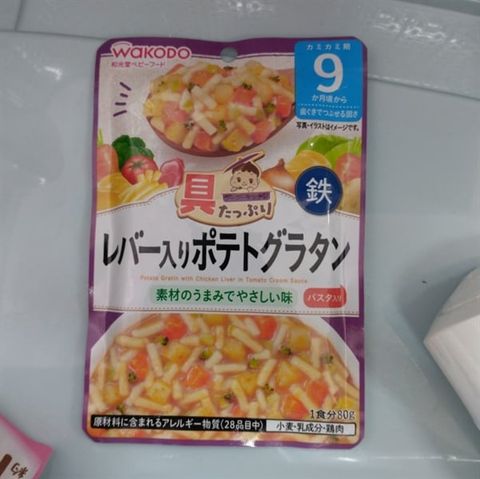 wakodo
和光堂ベビーフード
カミカミ期
9
か月頃から
歯ぐきでつぶせる固さ
写真・イラストはイメージです。
具
たっぷり
鉄
レバー入りポテトグラタン
Potato Gratin with Chicken Liver in Tomato Cream Sauce
素材のうまみでやさしい味
パスタ入り
1食分80g
原材料に含まれるアレルギー物質(28品目中)
小麦・乳成分・鶏肉